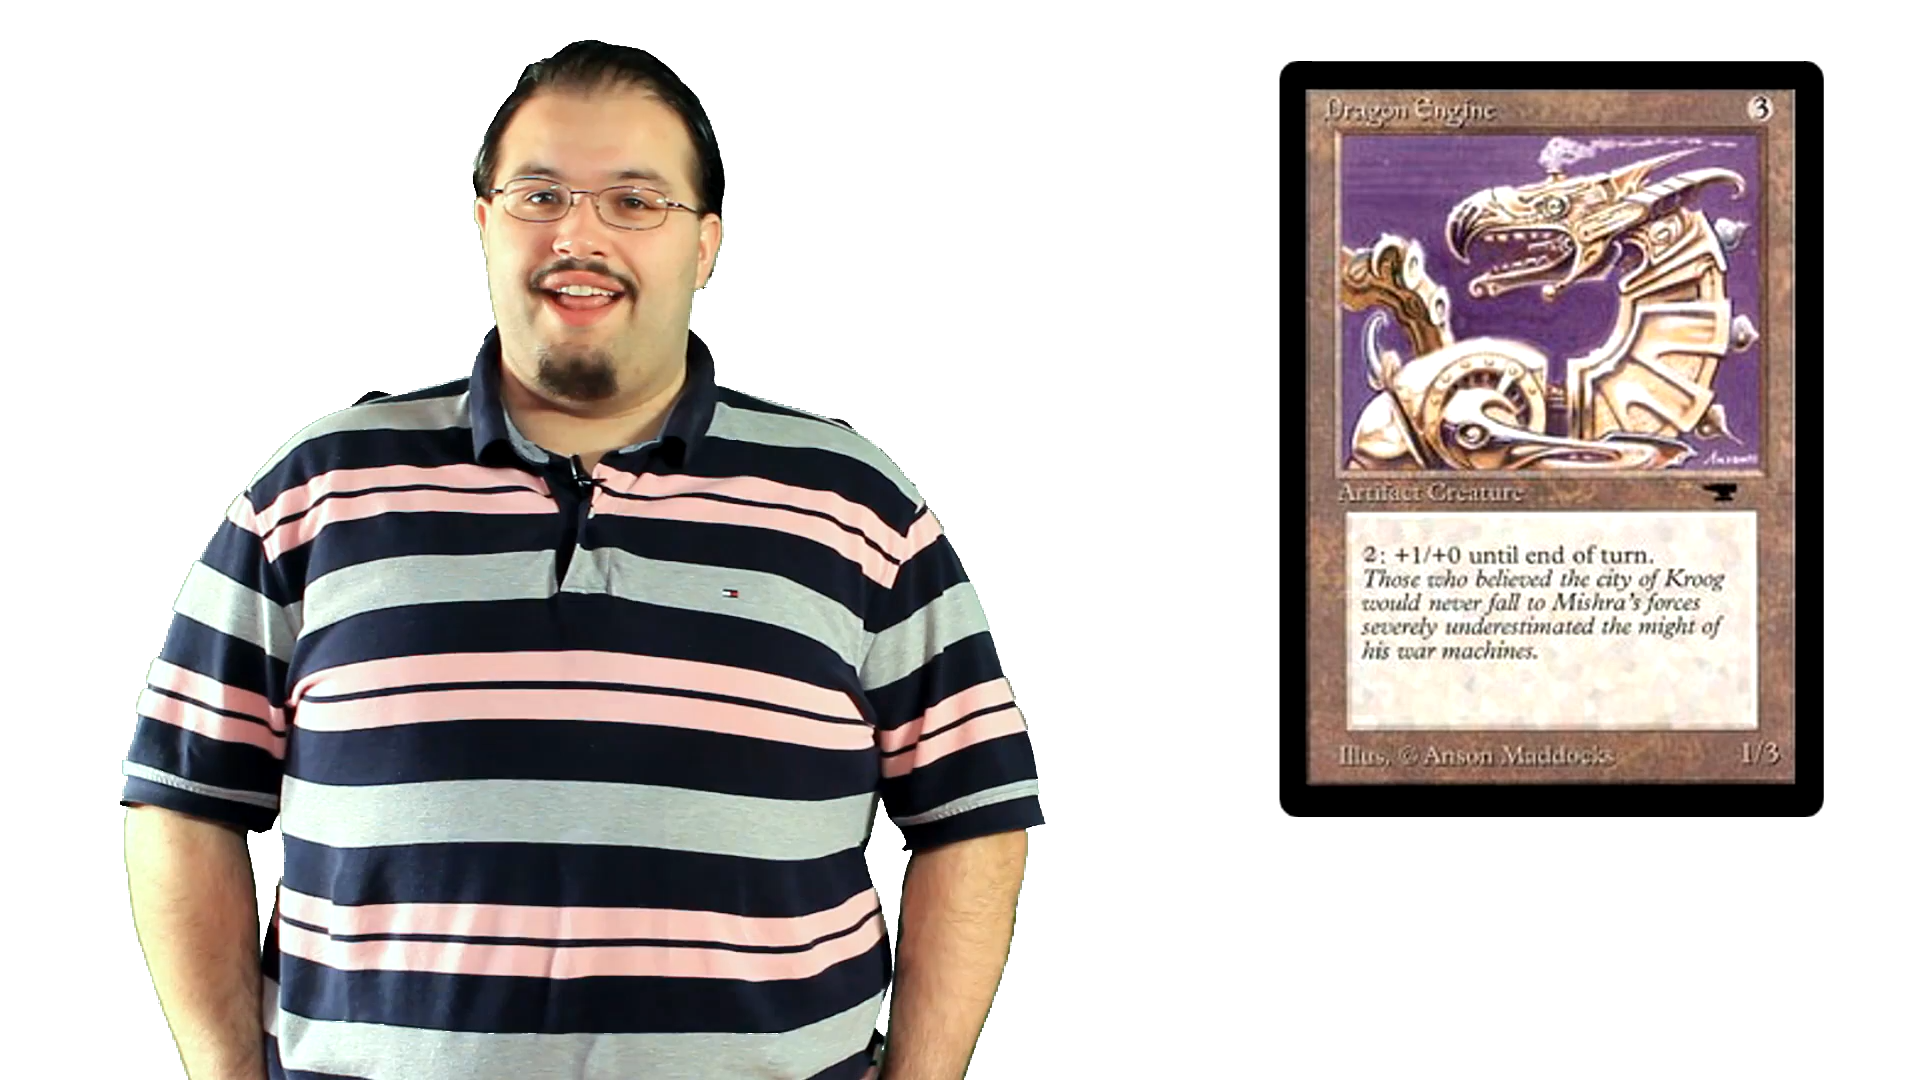 Dragon Engine 3
Artifact Creature
2: +1/+0 until end of turn.
Those who believed the city of Kroog
would never fall to Mishra's forces
severely underestimated the might of
his war machines.
Illus. © Anson Maddocks 1/3